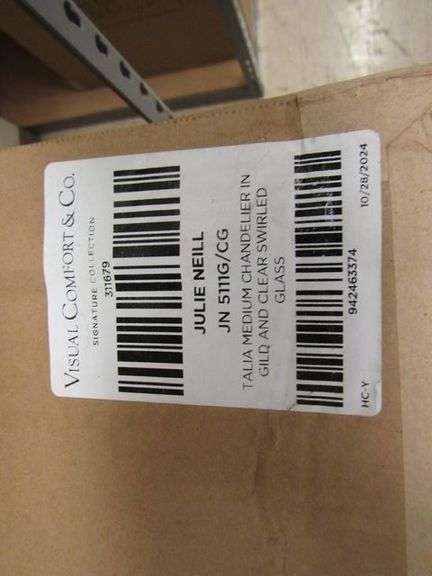 VISUAL COMFORT & CO.
SIGNATURE COLLECTION
311679
JULIE NEILL
JN 5111G/CG
TALIA MEDIUM CHANDELIER IN
GILD AND CLEAR SWIRLED
GLASS
942463374
HC-Y 10/28/2024